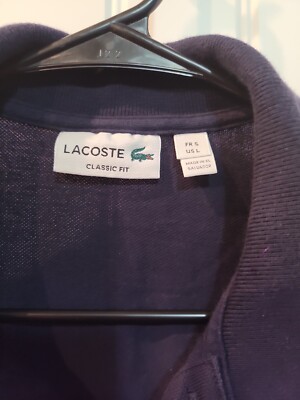 LACOSTE
CLASSIC FIT
FR 5
US L
MADE IN EL
SALVADOR